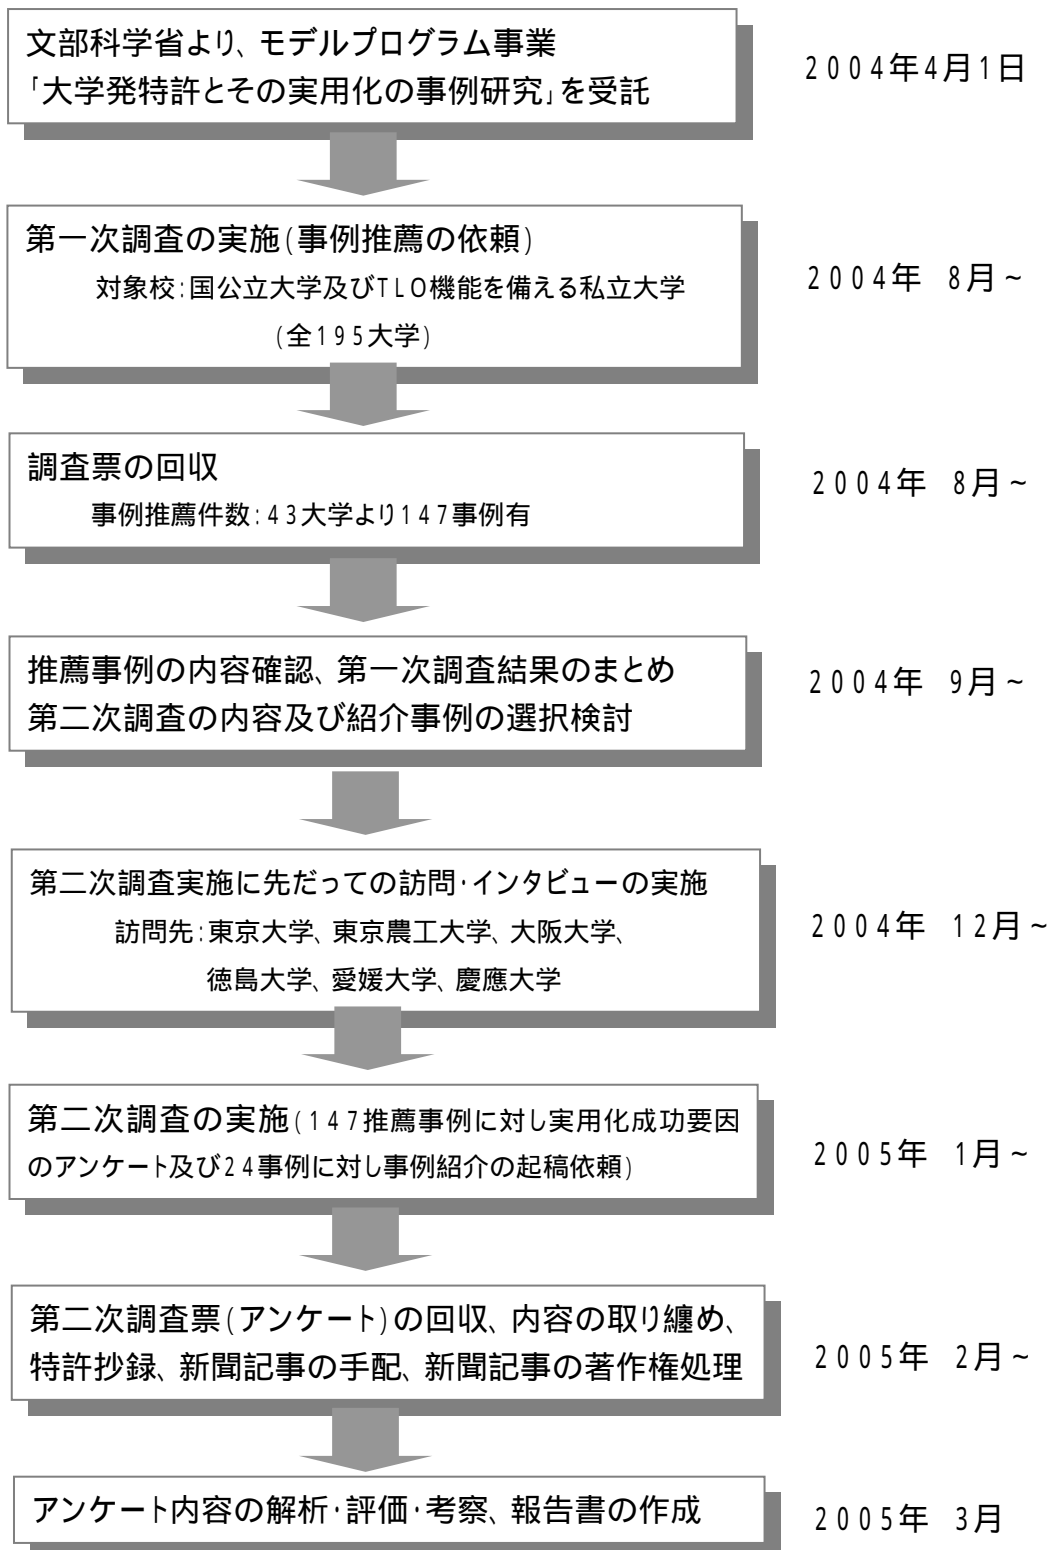 文部科学省より、モデルプログラム事業
「大学発特許とその実用化の事例研究」を受託
2004年4月1日
第一次調査の実施(事例推薦の依頼)
対象校:国公立大学及びTLO機能を備える私立大学
(全195大学)
2004年 8月~
調査票の回収
事例推薦件数:43大学より147事例有
2004年 8月~
推薦事例の内容確認、第一次調査結果のまとめ
第二次調査の内容及び紹介事例の選択検討
2004年 9月~
第二次調査実施に先だっての訪問・インタビューの実施
訪問先:東京大学、東京農工大学、大阪大学、
徳島大学、愛媛大学、慶應大学
2004年 12月~
第二次調査の実施(147推薦事例に対し実用化成功要因
のアンケート及び24事例に対し事例紹介の起稿依頼)
2005年 1月~
第二次調査票(アンケート)の回収、内容の取り纏め、
特許抄録、新聞記事の手配、新聞記事の著作権処理
2005年 2月~
アンケート内容の解析・評価・考察、報告書の作成
2005年 3月